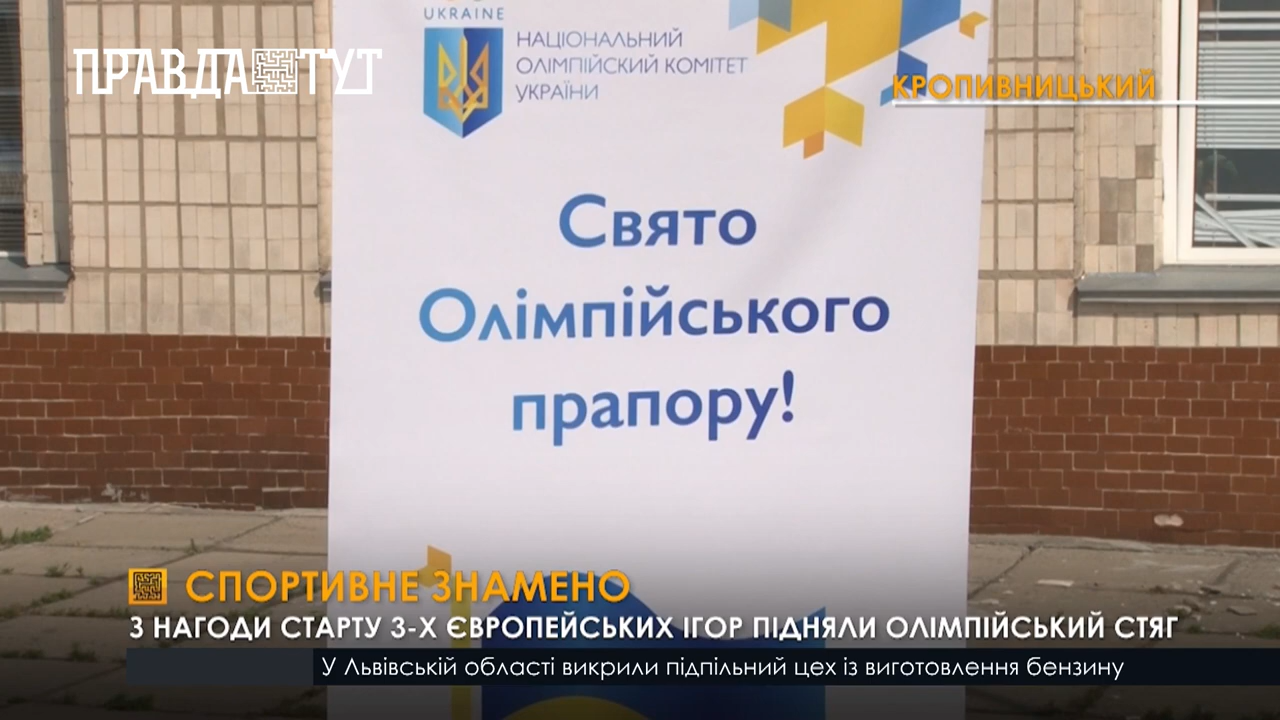 UKRAINE
НАЦІОНАЛЬНИЙ
ОЛІМПІЙСКИЙ КОМІТЕТ
УКРАЇНИ
ПРАВДА ТУТ
КРОПИВНИЦЬКИЙ
Свято
Олімпійського
прапору!
СПОРТИВНЕ ЗНАМЕНО
З НАГОДИ СТАРТУ 3-Х ЄВРОПЕЙСЬКИХ ІГОР ПІДНЯЛИ ОЛІМПІЙСЬКИЙ СТЯГ
У Львівській області викрили підпільний цех із виготовлення бензину